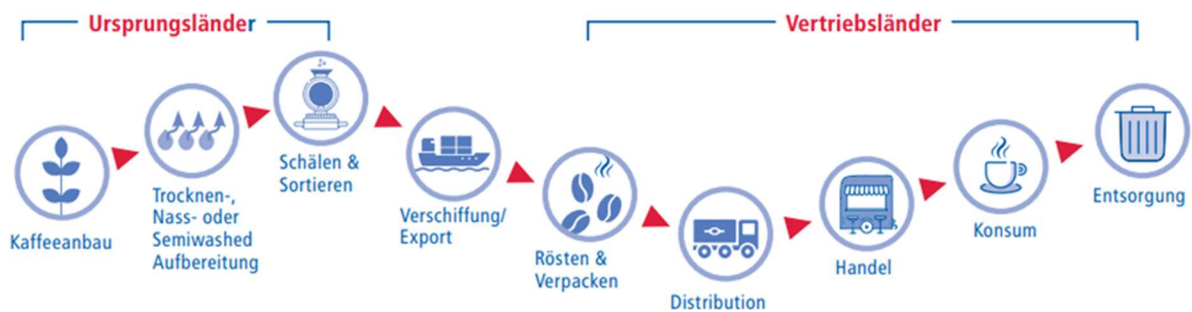 Ursprungsländer
Vertriebsländer
Kaffeeanbau
Trocknen-,
Nass- oder
Semiwashed
Aufbereitung
Schälen &
Sortieren
Verschiffung/
Export
Rösten &
Verpacken
Distribution
Handel
Konsum
Entsorgung